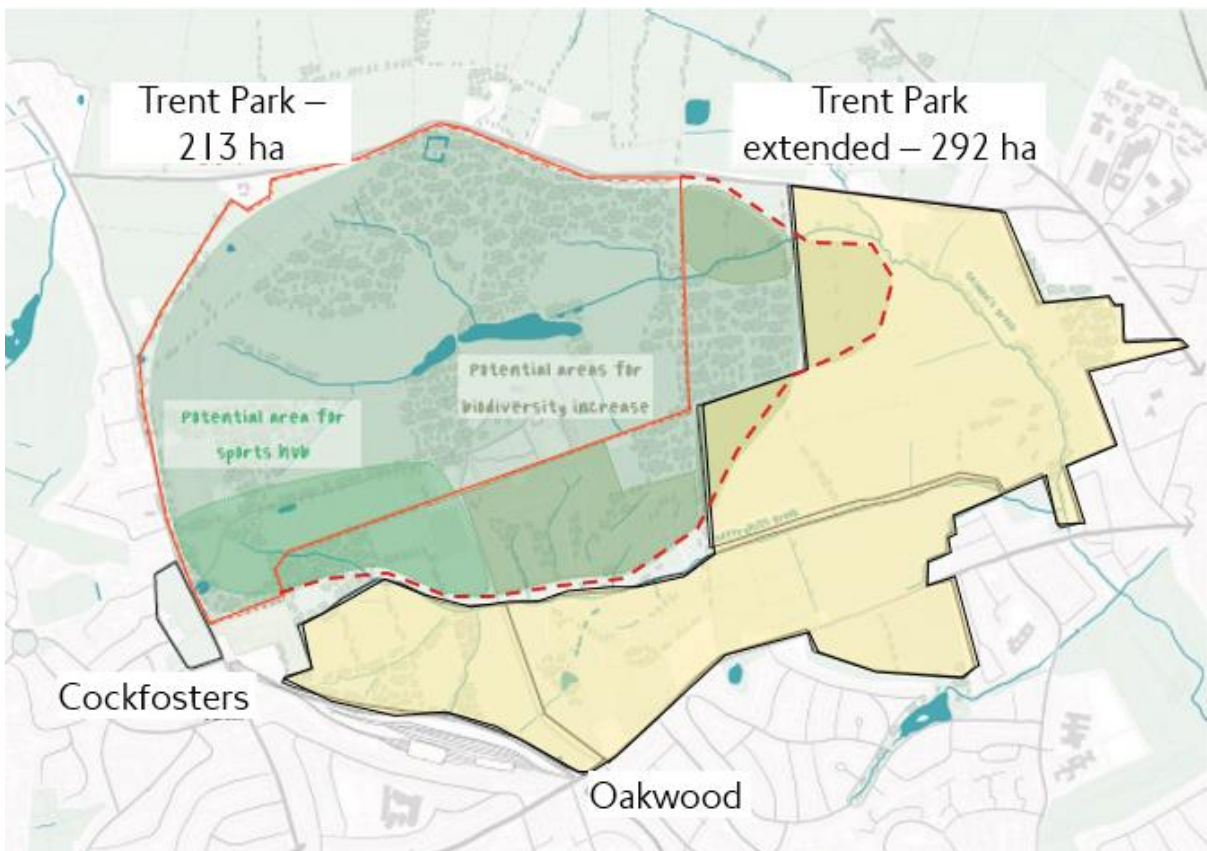 Trent Park –
213 ha
Trent Park
extended – 292 ha
Potential areas for
biodiversity increase
Potential area for
sports hub
Cockfosters
Oakwood